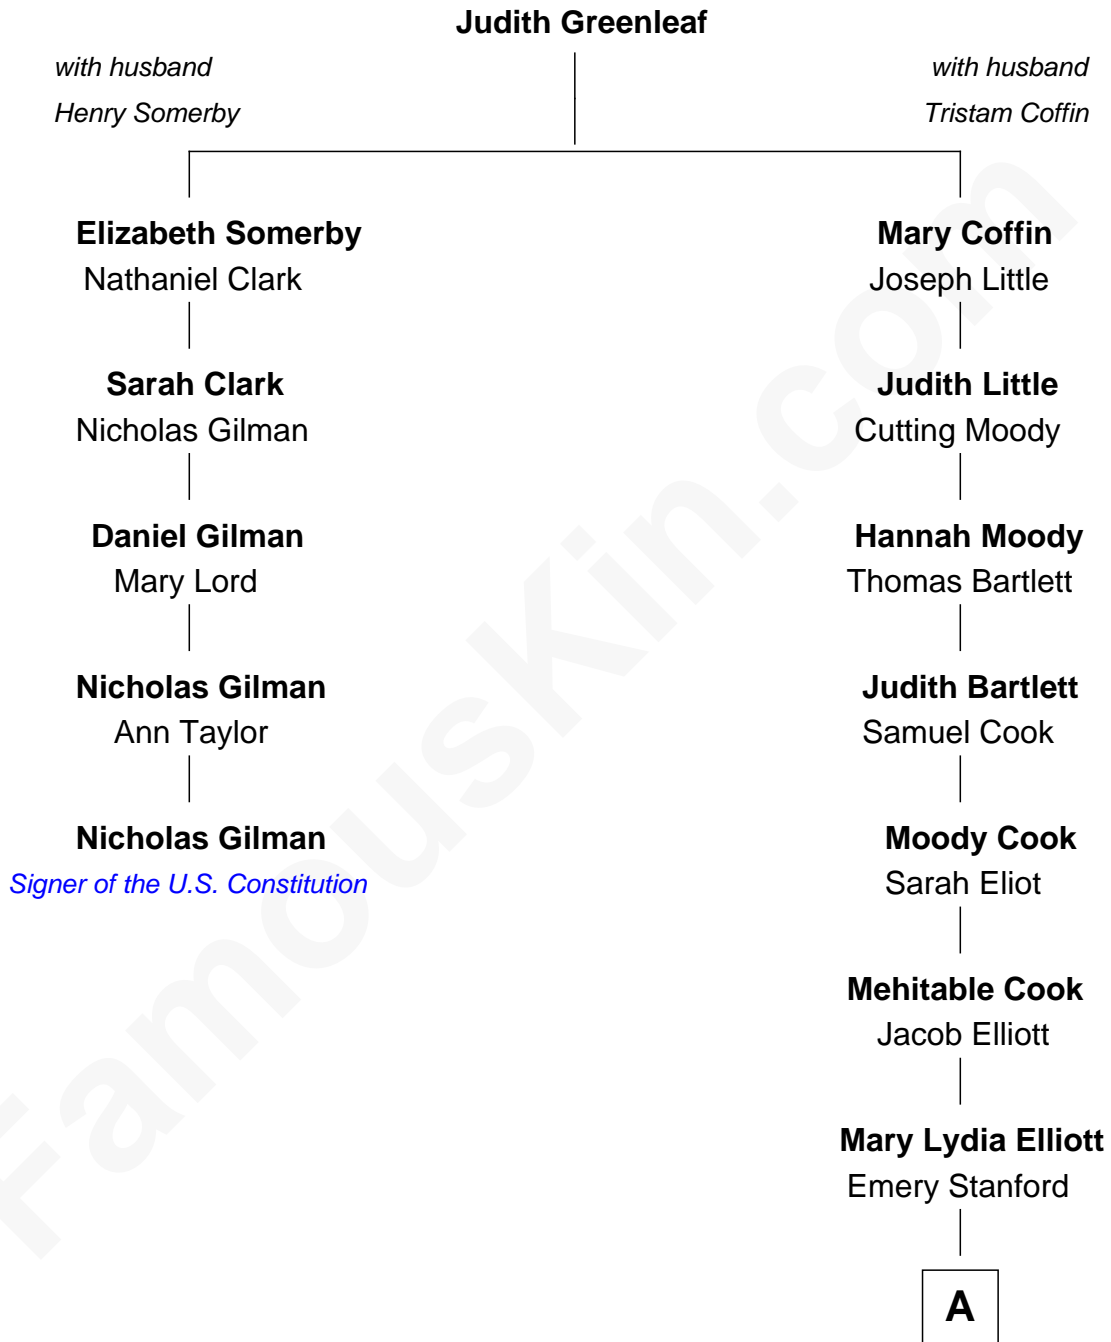 Judith Greenleaf
with husband
Henry Somerby
with husband
Tristam Coffin
Elizabeth Somerby
Nathaniel Clark
Mary Coffin
Joseph Little
Sarah Clark
Nicholas Gilman
Judith Little
Cutting Moody
Daniel Gilman
Mary Lord
Hannah Moody
Thomas Bartlett
Nicholas Gilman
Ann Taylor
Judith Bartlett
Samuel Cook
Nicholas Gilman
Signer of the U.S. Constitution
Moody Cook
Sarah Eliot
Mehitable Cook
Jacob Elliott
Mary Lydia Elliott
Emery Stanford
A
FamousKin.com